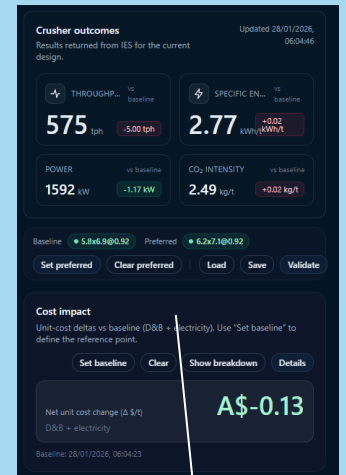 Crusher outcomes
Updated 28/01/2026,
06:04:46
Results returned from IES for the current
design.
THROUGHP...
vs
baseline
575 tph
-5.00 tph
SPECIFIC EN...
vs
baseline
2.77 kWh/t
+0.02
kWh/t
POWER
vs baseline
1592 kW
-1.17 kW
CO₂ INTENSITY
vs baseline
2.49 kg/t
+0.02 kg/t
Baseline
5.8x6.9@0.92
Preferred
6.2x7.1@0.92
Set preferred
Clear preferred
Load
Save
Validate
Cost impact
Unit-cost deltas vs baseline (D&B + electricity). Use "Set baseline" to
define the reference point.
Set baseline
Clear
Show breakdown
Details
Net unit cost change (Δ $/t)
D&B + electricity
A$-0.13
Baseline: 28/01/2026, 06:04:23